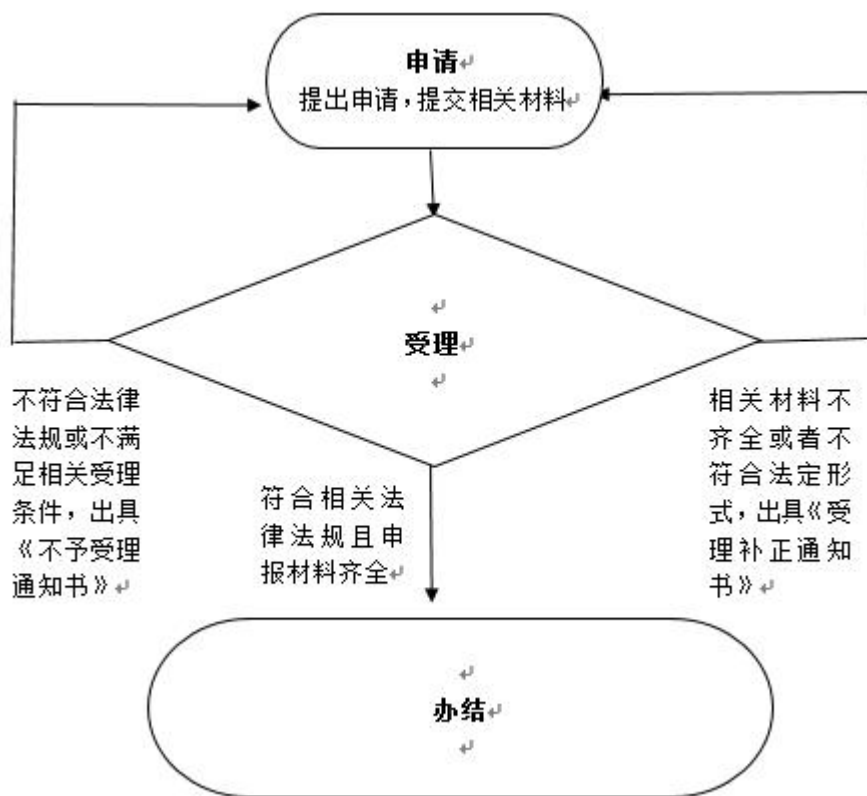 申请
提出申请，提交相关材料
受理
不符合法律
法规或不满
足相关受理
条件，出具
《不予受理
通知书》
符合相关法
律法规且申
报材料齐全
相关材料不
齐全或者不
符合法定形
式，出具《受
理补正通知
书》
办结